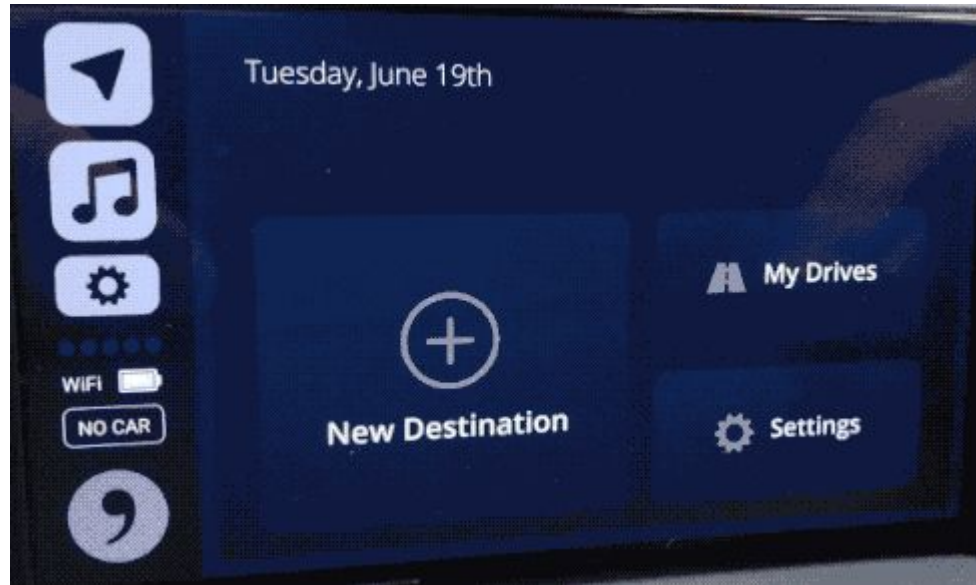 Tuesday, June 19th
My Drives
WiFi
NO CAR
New Destination
Settings